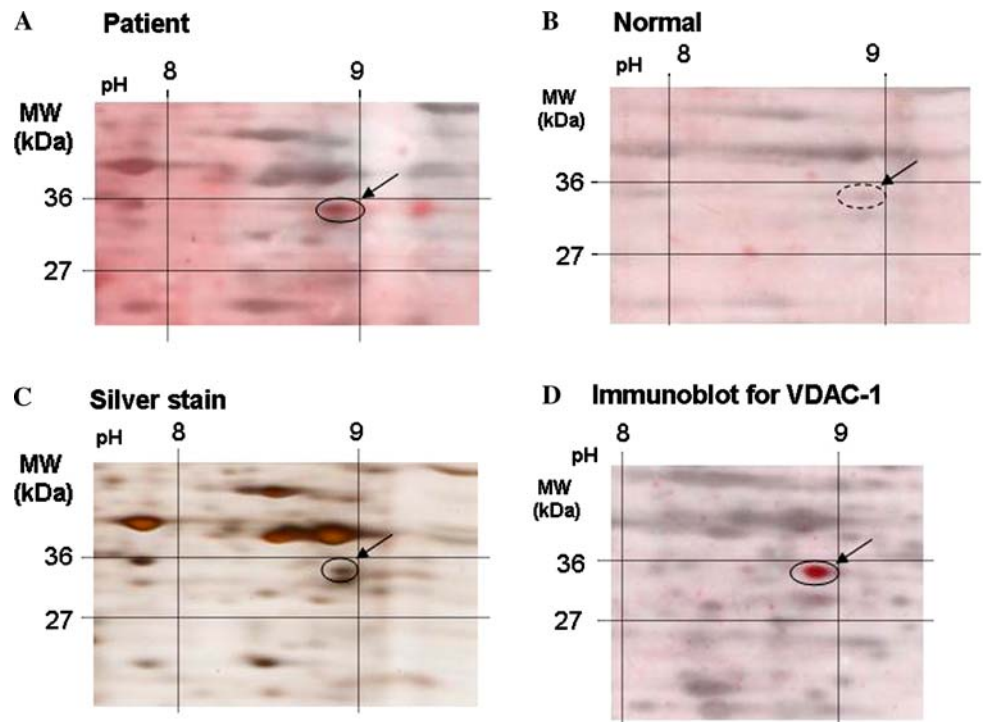 A Patient
8 9
pH
MW
(kDa)
36
27
B Normal
8 9
pH
MW
(kDa)
36
27
C Silver stain
8 9
pH
MW
(kDa)
36
27
D Immunoblot for VDAC-1
8 9
pH
MW
(kDa)
36
27